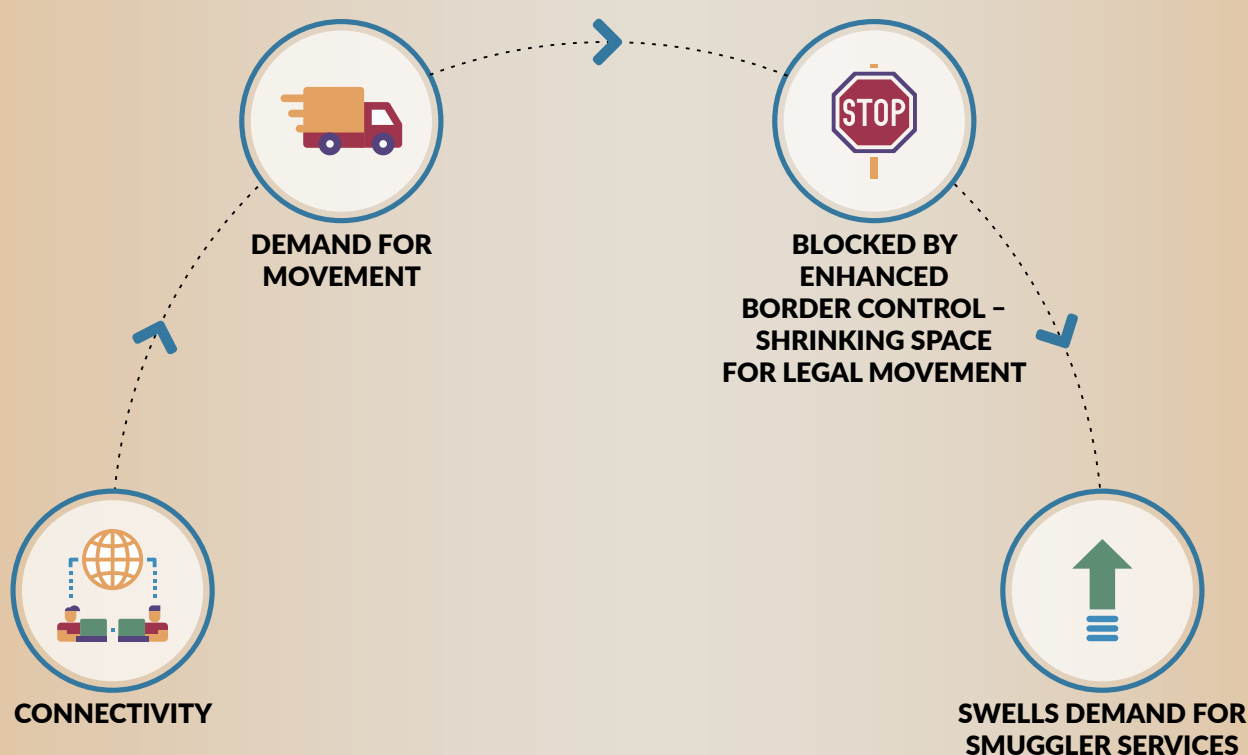 STOP
DEMAND FOR
MOVEMENT
BLOCKED BY
ENHANCED
BORDER CONTROL –
SHRINKING SPACE
FOR LEGAL MOVEMENT
CONNECTIVITY
SWELLS DEMAND FOR
SMUGGLER SERVICES